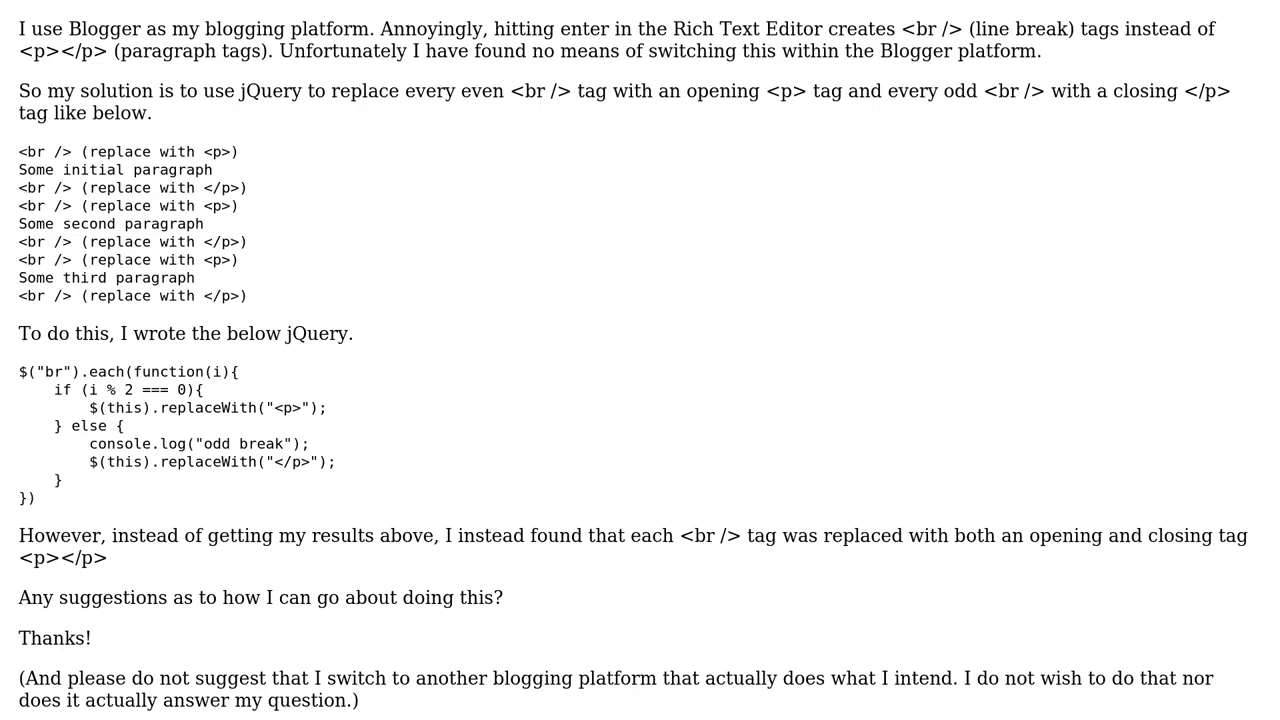 I use Blogger as my blogging platform. Annoyingly, hitting enter in the Rich Text Editor creates <br /> (line break) tags instead of
<p></p> (paragraph tags). Unfortunately I have found no means of switching this within the Blogger platform.
So my solution is to use jQuery to replace every even <br /> tag with an opening <p> tag and every odd <br /> with a closing </p>
tag like below.
<br /> (replace with <p>)
Some initial paragraph
<br /> (replace with </p>)
<br /> (replace with <p>)
Some second paragraph
<br /> (replace with </p>)
<br /> (replace with <p>)
Some third paragraph
<br /> (replace with </p>)
To do this, I wrote the below jQuery.
$("br").each(function(i){
    if (i % 2 === 0){
        $(this).replaceWith("<p>");
    } else {
        console.log("odd break");
        $(this).replaceWith("</p>");
    }
})
However, instead of getting my results above, I instead found that each <br /> tag was replaced with both an opening and closing tag
<p></p>
Any suggestions as to how I can go about doing this?
Thanks!
(And please do not suggest that I switch to another blogging platform that actually does what I intend. I do not wish to do that nor
does it actually answer my question.)